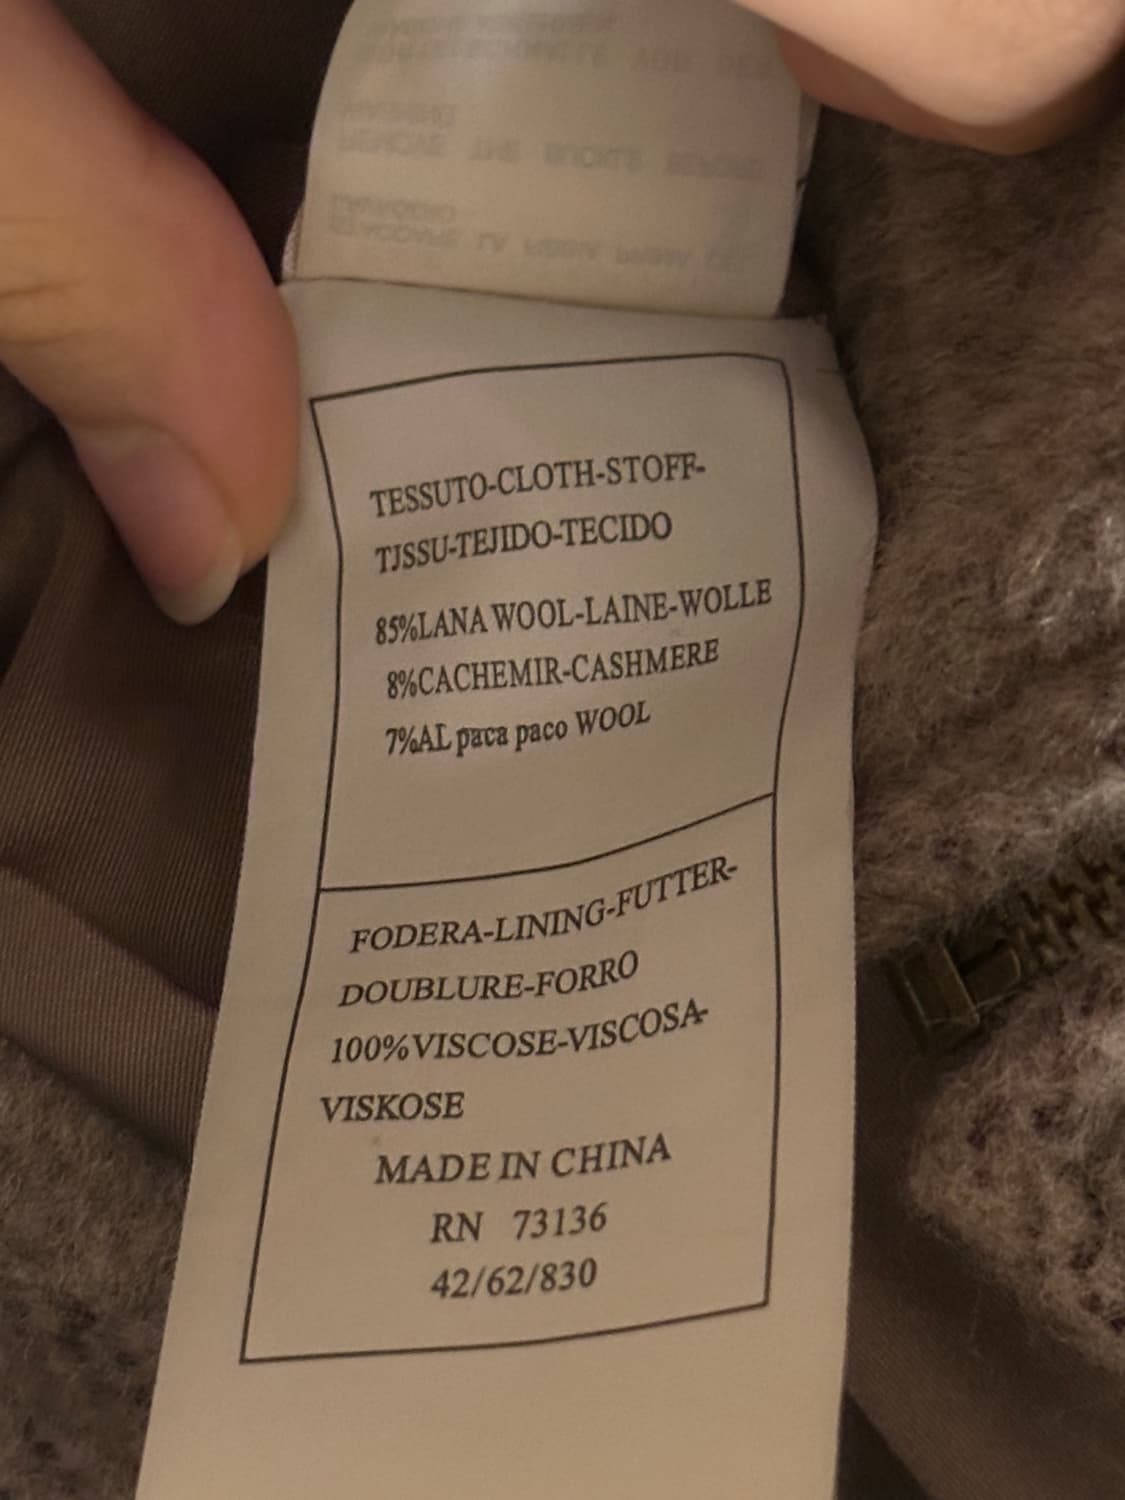 TESSUTO-CLOTH-STOFF-
TJSSU-TEJIDO-TECIDO
85%LANA WOOL-LAINE-WOLLE
8%CACHEMIR-CASHMERE
7%AL paca paco WOOL
FODERA-LINING-FUTTER-
DOUBLURE-FORRO
100%VISCOSE-VISCOSA-
VISKOSE
MADE IN CHINA
RN 73136
42/62/830